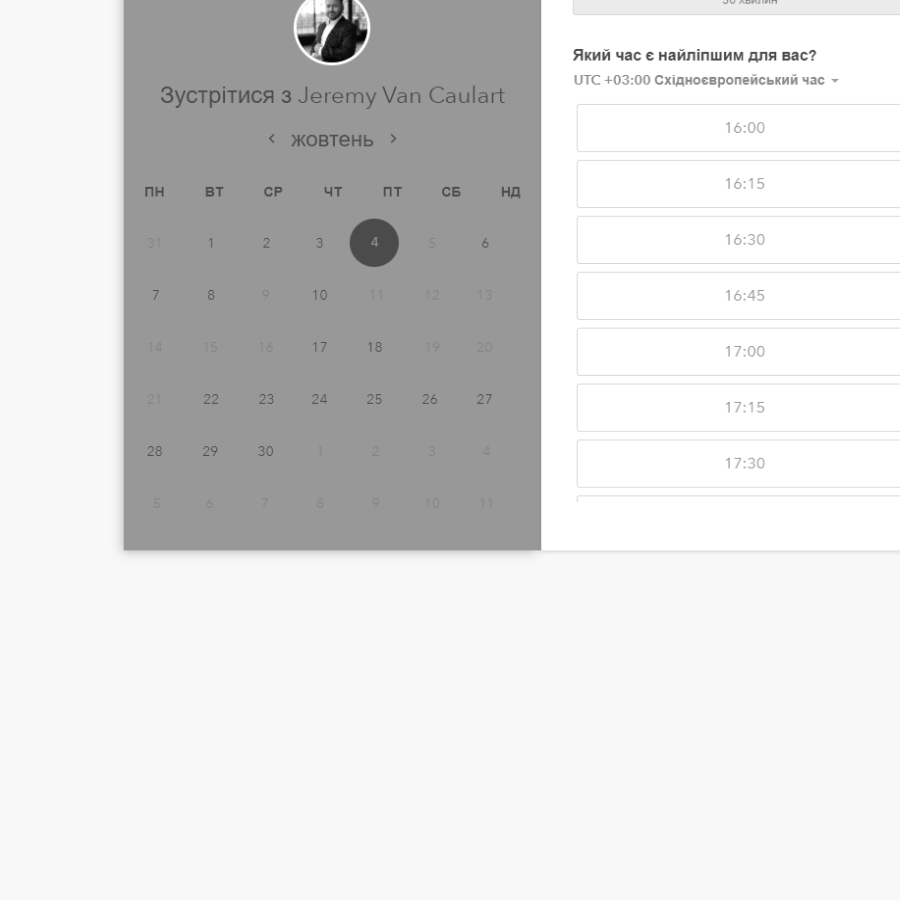 Зустрітися з Jeremy Van Caulart
жовтень
ПН ВТ СР ЧТ ПТ СБ НД
31 1 2 3 4 5 6
7 8 9 10 11 12 13
14 15 16 17 18 19 20
21 22 23 24 25 26 27
28 29 30 1 2 3 4
5 6 7 8 9 10 11
30 хвилин
Який час є найліпшим для вас?
UTC +03:00 Східноєвропейський час
16:00
16:15
16:30
16:45
17:00
17:15
17:30